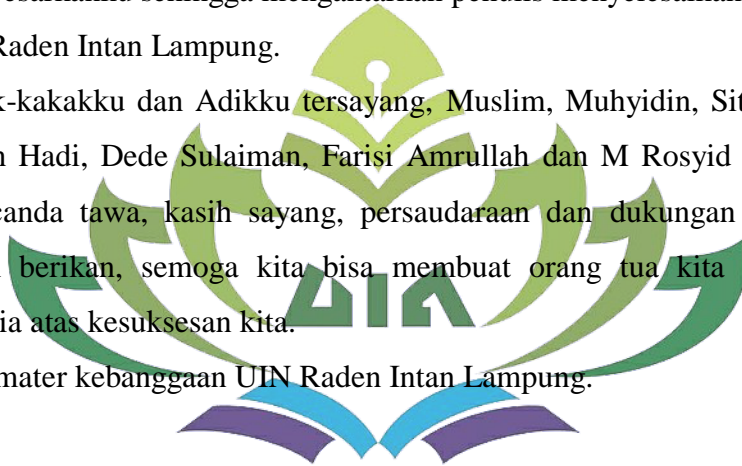 Raden Intan Lampung.
k-kakakku dan Adikku tersayang, Muslim, Muhyidin, Sit
n Hadi, Dede Sulaiman, Farisi Amrullah dan M Rosyid
canda tawa, kasih sayang, persaudaraan dan dukungan
berikan, semoga kita bisa membuat orang tua kita
ia atas kesuksesan kita.
UIN
mater kebanggaan UIN Raden Intan Lampung.